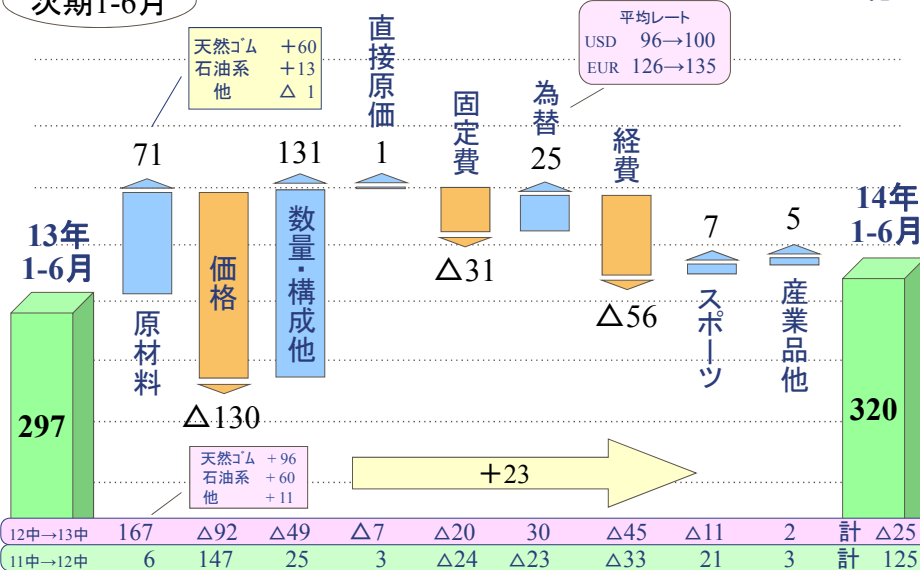 次期1-6月
天然ゴム +60
石油系 +13
他 △ 1
平均レート
USD 96→100
EUR 126→135
13年
1-6月
297
71
原材料
価格
△130
131
数量・構成他
1
直接原価
固定費
△31
為替
25
経費
△56
7
スポーツ
5
産業品他
14年
1-6月
320
天然ゴム +96
石油系 +60
他 +11
+23
12中→13中 167 △92 △49 △7 △20 30 △45 △11 2 計 △25
11中→12中 6 147 25 3 △24 △23 △33 21 3 計 125